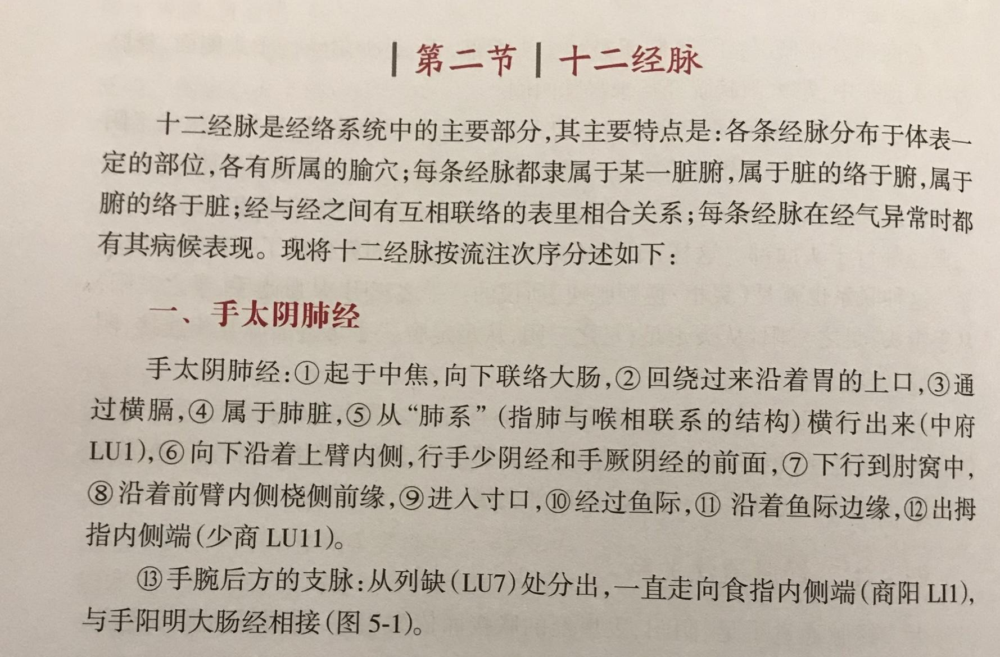 第二节 十二经脉
十二经脉是经络系统中的主要部分,其主要特点是:各条经脉分布于体表一
定的部位,各有所属的腧穴;每条经脉都隶属于某一脏腑,属于脏的络于腑,属于
腑的络于脏;经与经之间有互相联络的表里相合关系;每条经脉在经气异常时都
有其病候表现。现将十二经脉按流注次序分述如下:
一、手太阴肺经
手太阴肺经:①起于中焦,向下联络大肠,②回绕过来沿着胃的上口,③通
过横膈,④属于肺脏,⑤从“肺系”(指肺与喉相联系的结构)横行出来(中府
LU1),⑥向下沿着上臂内侧,行手少阴经和手厥阴经的前面,⑦下行到肘窝中,
⑧沿着前臂内侧桡侧前缘,⑨进入寸口,⑩经过鱼际,⑪沿着鱼际边缘,⑫出拇
指内侧端(少商 LU11)。
⑬手腕后方的支脉:从列缺(LU7)处分出,一直走向食指内侧端(商阳 LI1),
与手阳明大肠经相接(图 5-1)。